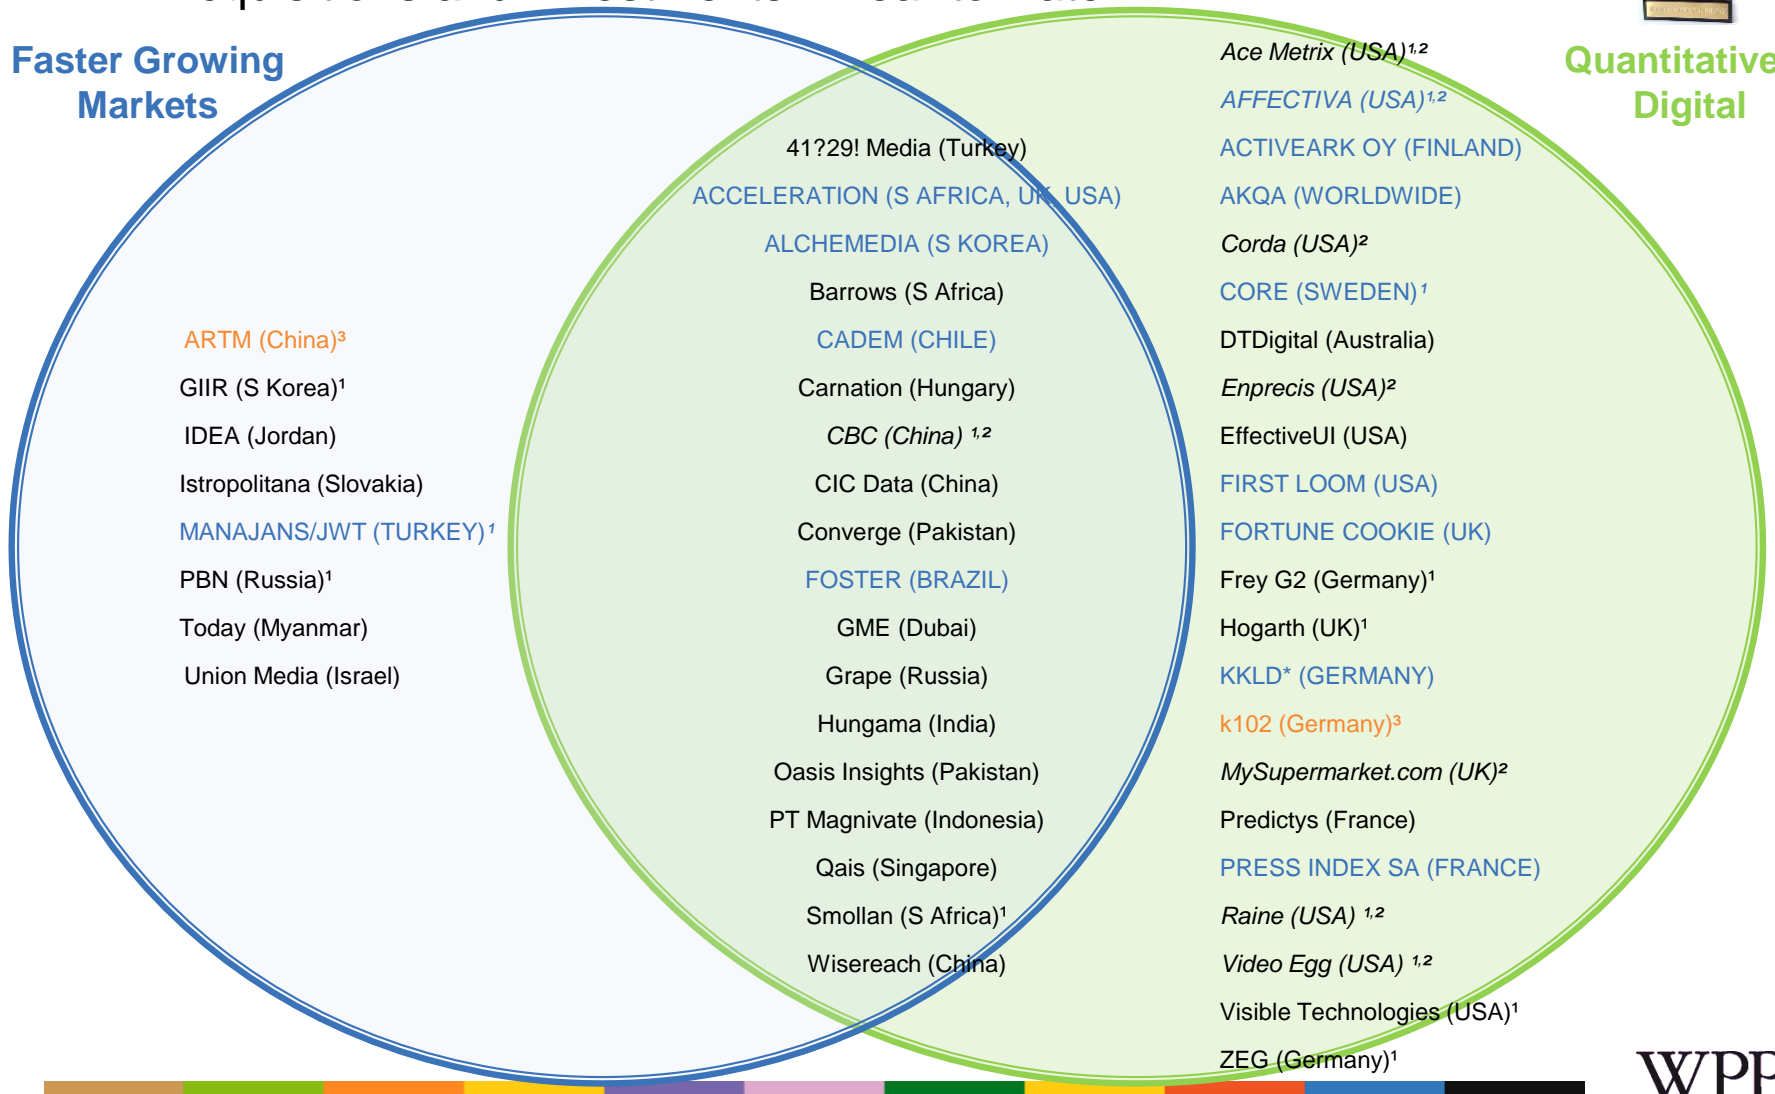 Faster Growing
Markets
Quantitative
Digital
ARTM (China)³
GIIR (S Korea)¹
IDEA (Jordan)
Istropolitana (Slovakia)
MANAJANS/JWT (TURKEY)¹
PBN (Russia)¹
Today (Myanmar)
Union Media (Israel)
41?29! Media (Turkey)
ACCELERATION (S AFRICA, UK, USA)
ALCHEMEDIA (S KOREA)
Barrows (S Africa)
CADEM (CHILE)
Carnation (Hungary)
CBC (China) ¹,²
CIC Data (China)
Converge (Pakistan)
FOSTER (BRAZIL)
GME (Dubai)
Grape (Russia)
Hungama (India)
Oasis Insights (Pakistan)
PT Magnivate (Indonesia)
Qais (Singapore)
Smollan (S Africa)¹
Wisereach (China)
Ace Metrix (USA)¹,²
AFFECTIVA (USA)¹,²
ACTIVEARK OY (FINLAND)
AKQA (WORLDWIDE)
Corda (USA)²
CORE (SWEDEN)¹
DTDigital (Australia)
Enprecis (USA)²
EffectiveUI (USA)
FIRST LOOM (USA)
FORTUNE COOKIE (UK)
Frey G2 (Germany)¹
Hogarth (UK)¹
KKLD* (GERMANY)
k102 (Germany)³
MySupermarket.com (UK)²
Predictys (France)
PRESS INDEX SA (FRANCE)
Raine (USA) ¹,²
Video Egg (USA) ¹,²
Visible Technologies (USA)¹
ZEG (Germany)¹
WPP